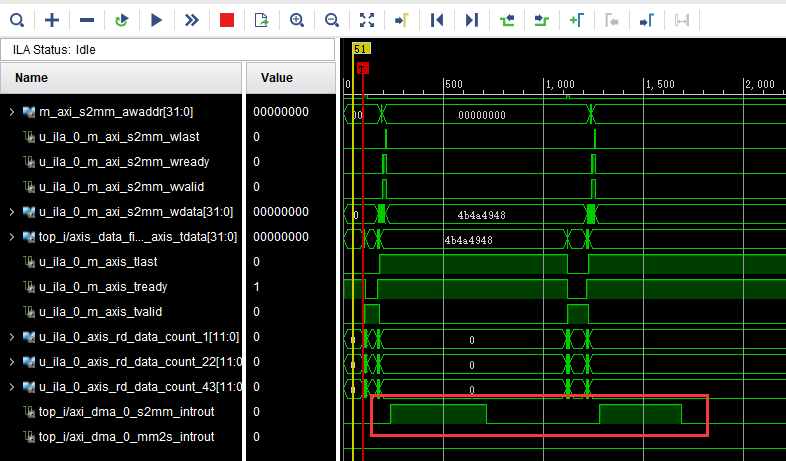 ILA Status: Idle
Name Value
51
T
0 500 1,000 1,500 2,000
m_axi_s2mm_awaddr[31:0] 00000000 00 00000000
u_ila_0_m_axi_s2mm_wlast 0
u_ila_0_m_axi_s2mm_wready 0
u_ila_0_m_axi_s2mm_wvalid 0
u_ila_0_m_axi_s2mm_wdata[31:0] 00000000 0 4b4a4948
top_i/axis_data_fi..._axis_tdata[31:0] 00000000 4b4a4948
u_ila_0_m_axis_tlast 0
u_ila_0_m_axis_tready 1
u_ila_0_m_axis_tvalid 0
u_ila_0_axis_rd_data_count_1[11:0] 0 0 0
u_ila_0_axis_rd_data_count_22[11:0 0 0 0
u_ila_0_axis_rd_data_count_43[11:0 0 0 0
top_i/axi_dma_0_s2mm_introut 0
top_i/axi_dma_0_mm2s_introut 0